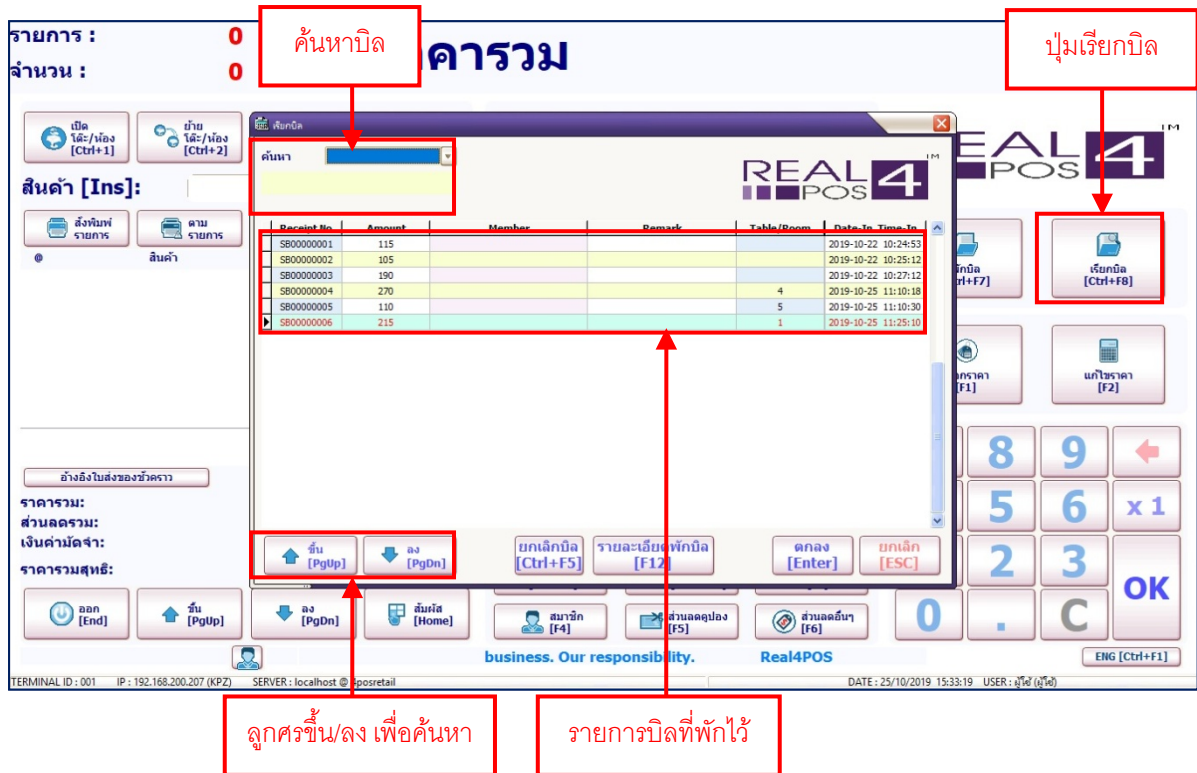 รายการ : 0
จำนวน : 0
ค้นหาบิล
คารวม
ปุ่มเรียกบิล
เปิด
โต๊ะ/ห้อง
[Ctrl+1]
ย้าย
โต๊ะ/ห้อง
[Ctrl+2]
เรียกบิล
ค้นหา
REAL 4 ™
POS
REAL 4 ™
POS
สินค้า [Ins]:
สั่งพิมพ์
รายการ
ตาม
รายการ
@ สินค้า
Receipt No Amount Member Remark Table/Room Date-In Time-In
SB00000001 115 2019-10-22 10:24:53
SB00000002 105 2019-10-22 10:25:12
SB00000003 190 2019-10-22 10:27:12
SB00000004 270 4 2019-10-25 11:10:18
SB00000005 110 5 2019-10-25 11:10:30
SB00000006 215 1 2019-10-25 11:25:10
เรียกบิล
[Ctrl+F8]
แก้ไขราคา
[F2]
8 9
5 6 x 1
2 3
OK
0 . C
อ้างอิงใบส่งของชั่วคราว
ราคารวม:
ส่วนลดรวม:
เงินค่ามัดจำ:
ราคารวมสุทธิ:
ขึ้น
[PgUp]
ลง
[PgDn]
ยกเลิกบิล
[Ctrl+F5]
รายละเอียดพักบิล
[F12]
ตกลง
[Enter]
ยกเลิก
[ESC]
ออก
[End]
ขึ้น
[PgUp]
ลง
[PgDn]
สัมผัส
[Home]
สมาชิก
[F4]
ส่วนลดคูปอง
[F5]
ส่วนลดอื่นๆ
[F6]
business. Our responsibility. Real4POS
ENG [Ctrl+F1]
TERMINAL ID : 001 IP : 192.168.200.207 (KPZ) SERVER : localhost @ 4posretail DATE : 25/10/2019 15:33:19 USER : ผู้ใช้ (ผู้ใช้)
ลูกศรขึ้น/ลง เพื่อค้นหา
รายการบิลที่พักไว้